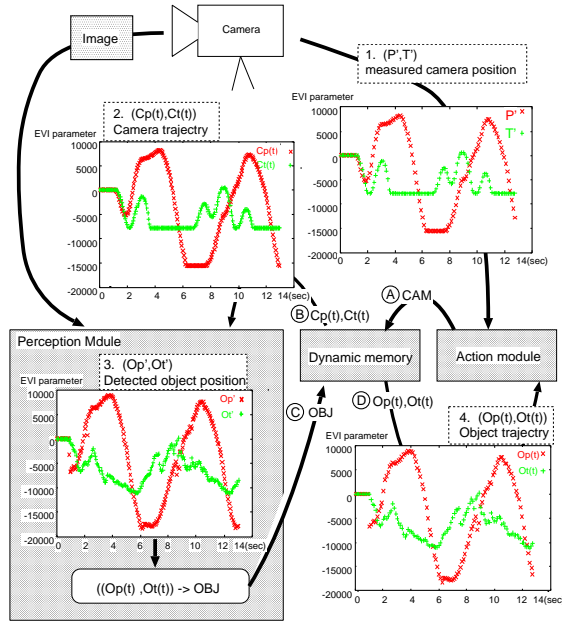 Image
Camera
1. (P',T')
measured camera position
2. (Cp(t),Ct(t))
Camera trajectry
EVI parameter
10000
5000
0
-5000
-10000
-15000
-20000
0 2 4 6 8 10 12 14(sec)
Cp(t)
Ct(t)
EVI parameter
10000
5000
0
-5000
-10000
-15000
-20000
0 2 4 6 8 10 12 14(sec)
P'
T'
A CAM
B Cp(t),Ct(t)
Dynamic memory
Action module
Perception Mdule
3. (Op',Ot')
Detected object position
EVI parameter
10000
5000
0
-5000
-10000
-15000
-20000
0 2 4 6 8 10 12 14(sec)
Op'
Ot'
C OBJ
D Op(t),Ot(t)
4. (Op(t),Ot(t))
Object trajectry
EVI parameter
10000
5000
0
-5000
-10000
-15000
-20000
0 2 4 6 8 10 12 14(sec)
Op(t)
Ot(t)
((Op(t) ,Ot(t)) -> OBJ